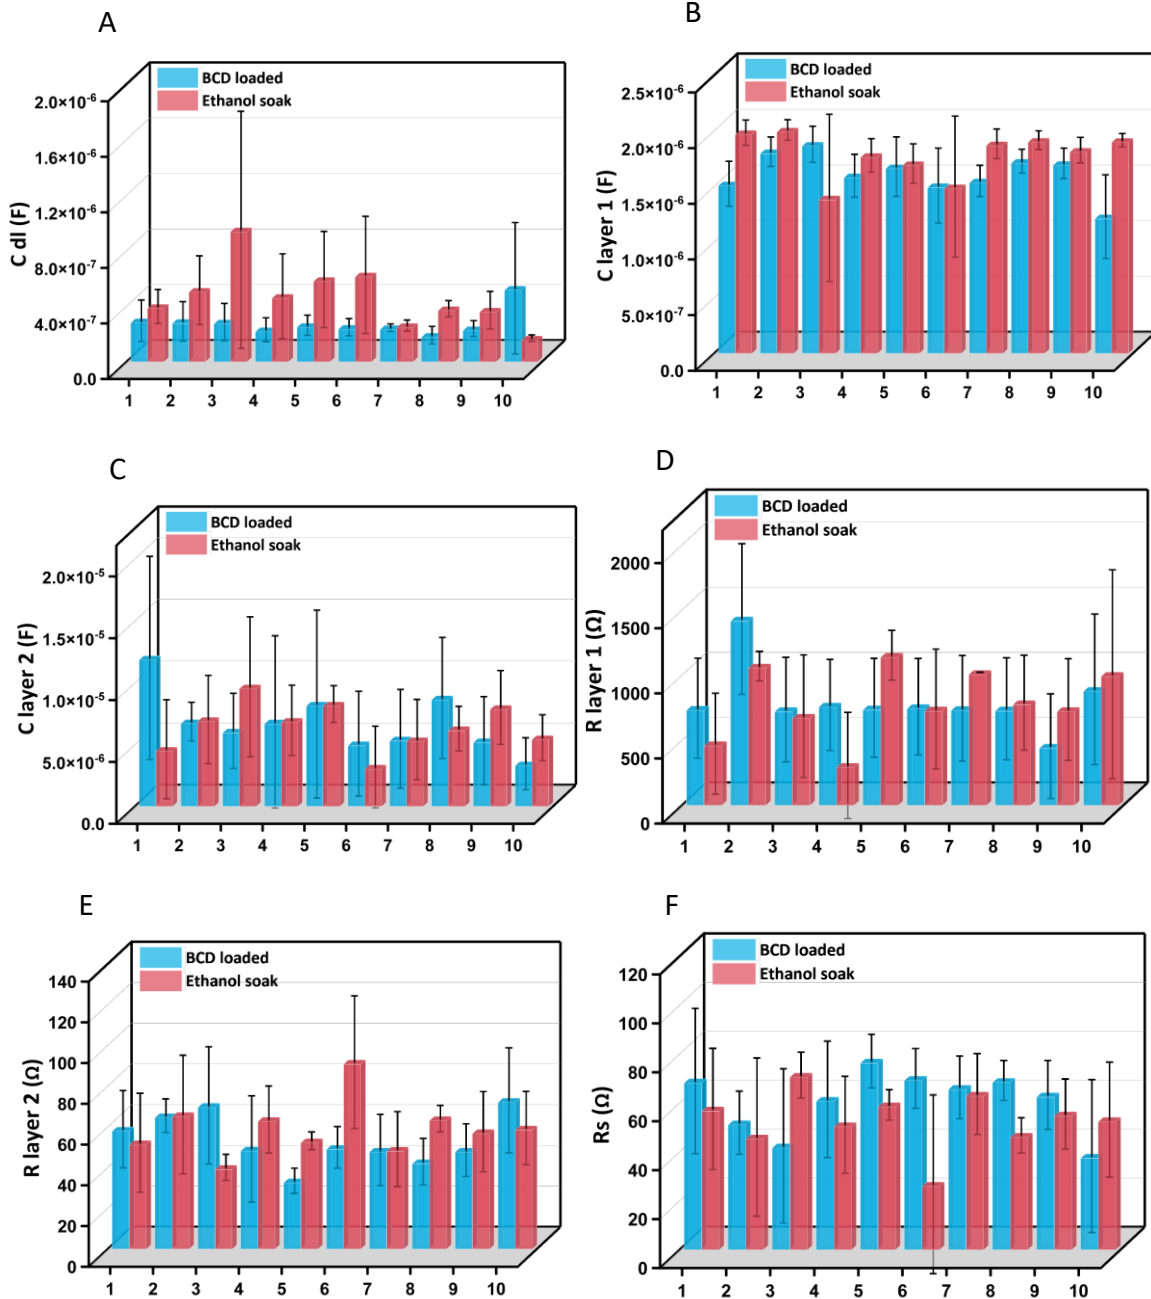 A
BCD loaded
Ethanol soak
C dl (F)
2.0×10⁻⁶
1.6×10⁻⁶
1.2×10⁻⁶
8.0×10⁻⁷
4.0×10⁻⁷
0.0
1 2 3 4 5 6 7 8 9 10
B
BCD loaded
Ethanol soak
C layer 1 (F)
2.5×10⁻⁶
2.0×10⁻⁶
1.5×10⁻⁶
1.0×10⁻⁶
5.0×10⁻⁷
0.0
1 2 3 4 5 6 7 8 9 10
C
BCD loaded
Ethanol soak
C layer 2 (F)
2.0×10⁻⁵
1.5×10⁻⁵
1.0×10⁻⁵
5.0×10⁻⁶
0.0
1 2 3 4 5 6 7 8 9 10
D
BCD loaded
Ethanol soak
R layer 1 (Ω)
2000
1500
1000
500
0
1 2 3 4 5 6 7 8 9 10
E
BCD loaded
Ethanol soak
R layer 2 (Ω)
140
120
100
80
60
40
20
0
1 2 3 4 5 6 7 8 9 10
F
BCD loaded
Ethanol soak
Rs (Ω)
120
100
80
60
40
20
0
1 2 3 4 5 6 7 8 9 10